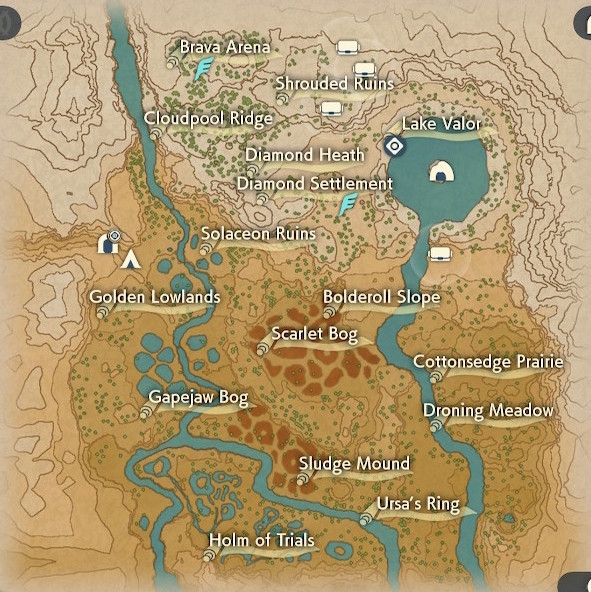 Brava Arena
Shrouded Ruins
Cloudpool Ridge
Lake Valor
Diamond Heath
Diamond Settlement
Solaceon Ruins
Golden Lowlands
Bolderoll Slope
Scarlet Bog
Cottonsedge Prairie
Gapejaw Bog
Droning Meadow
Sludge Mound
Ursa's Ring
Holm of Trials